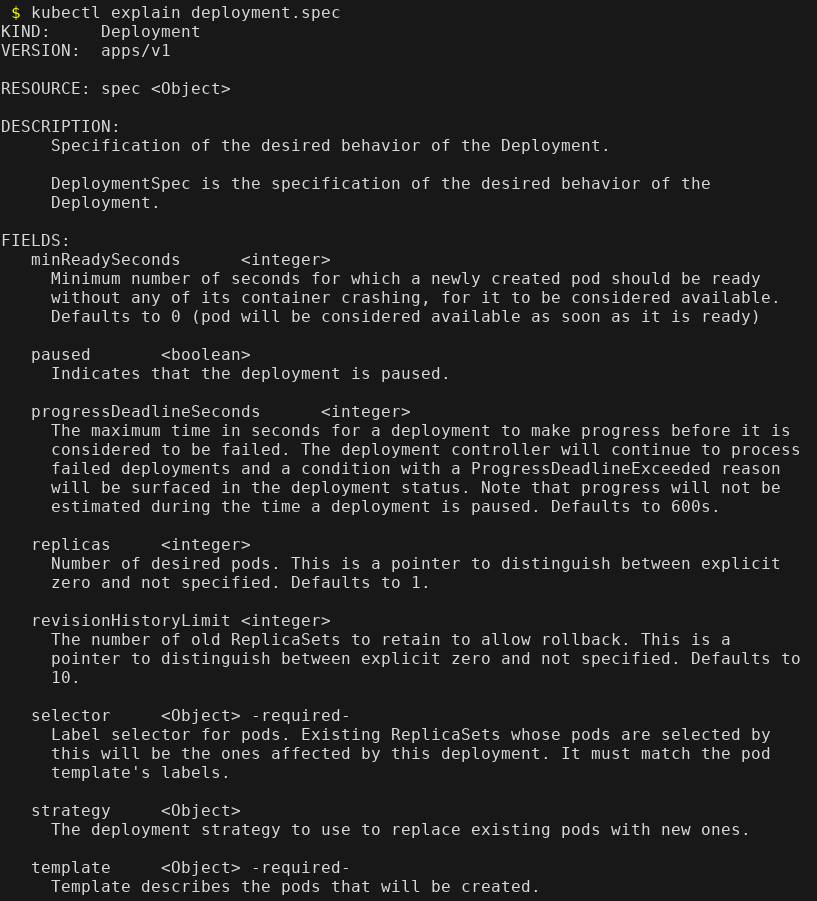 $ kubectl explain deployment.spec
KIND:     Deployment
VERSION:  apps/v1
RESOURCE: spec <Object>
DESCRIPTION:
     Specification of the desired behavior of the Deployment.
     DeploymentSpec is the specification of the desired behavior of the
     Deployment.
FIELDS:
   minReadySeconds      <integer>
     Minimum number of seconds for which a newly created pod should be ready
     without any of its container crashing, for it to be considered available.
     Defaults to 0 (pod will be considered available as soon as it is ready)
   paused       <boolean>
     Indicates that the deployment is paused.
   progressDeadlineSeconds      <integer>
     The maximum time in seconds for a deployment to make progress before it is
     considered to be failed. The deployment controller will continue to process
     failed deployments and a condition with a ProgressDeadlineExceeded reason
     will be surfaced in the deployment status. Note that progress will not be
     estimated during the time a deployment is paused. Defaults to 600s.
   replicas     <integer>
     Number of desired pods. This is a pointer to distinguish between explicit
     zero and not specified. Defaults to 1.
   revisionHistoryLimit <integer>
     The number of old ReplicaSets to retain to allow rollback. This is a
     pointer to distinguish between explicit zero and not specified. Defaults to
     10.
   selector     <Object> -required-
     Label selector for pods. Existing ReplicaSets whose pods are selected by
     this will be the ones affected by this deployment. It must match the pod
     template's labels.
   strategy     <Object>
     The deployment strategy to use to replace existing pods with new ones.
   template     <Object> -required-
     Template describes the pods that will be created.